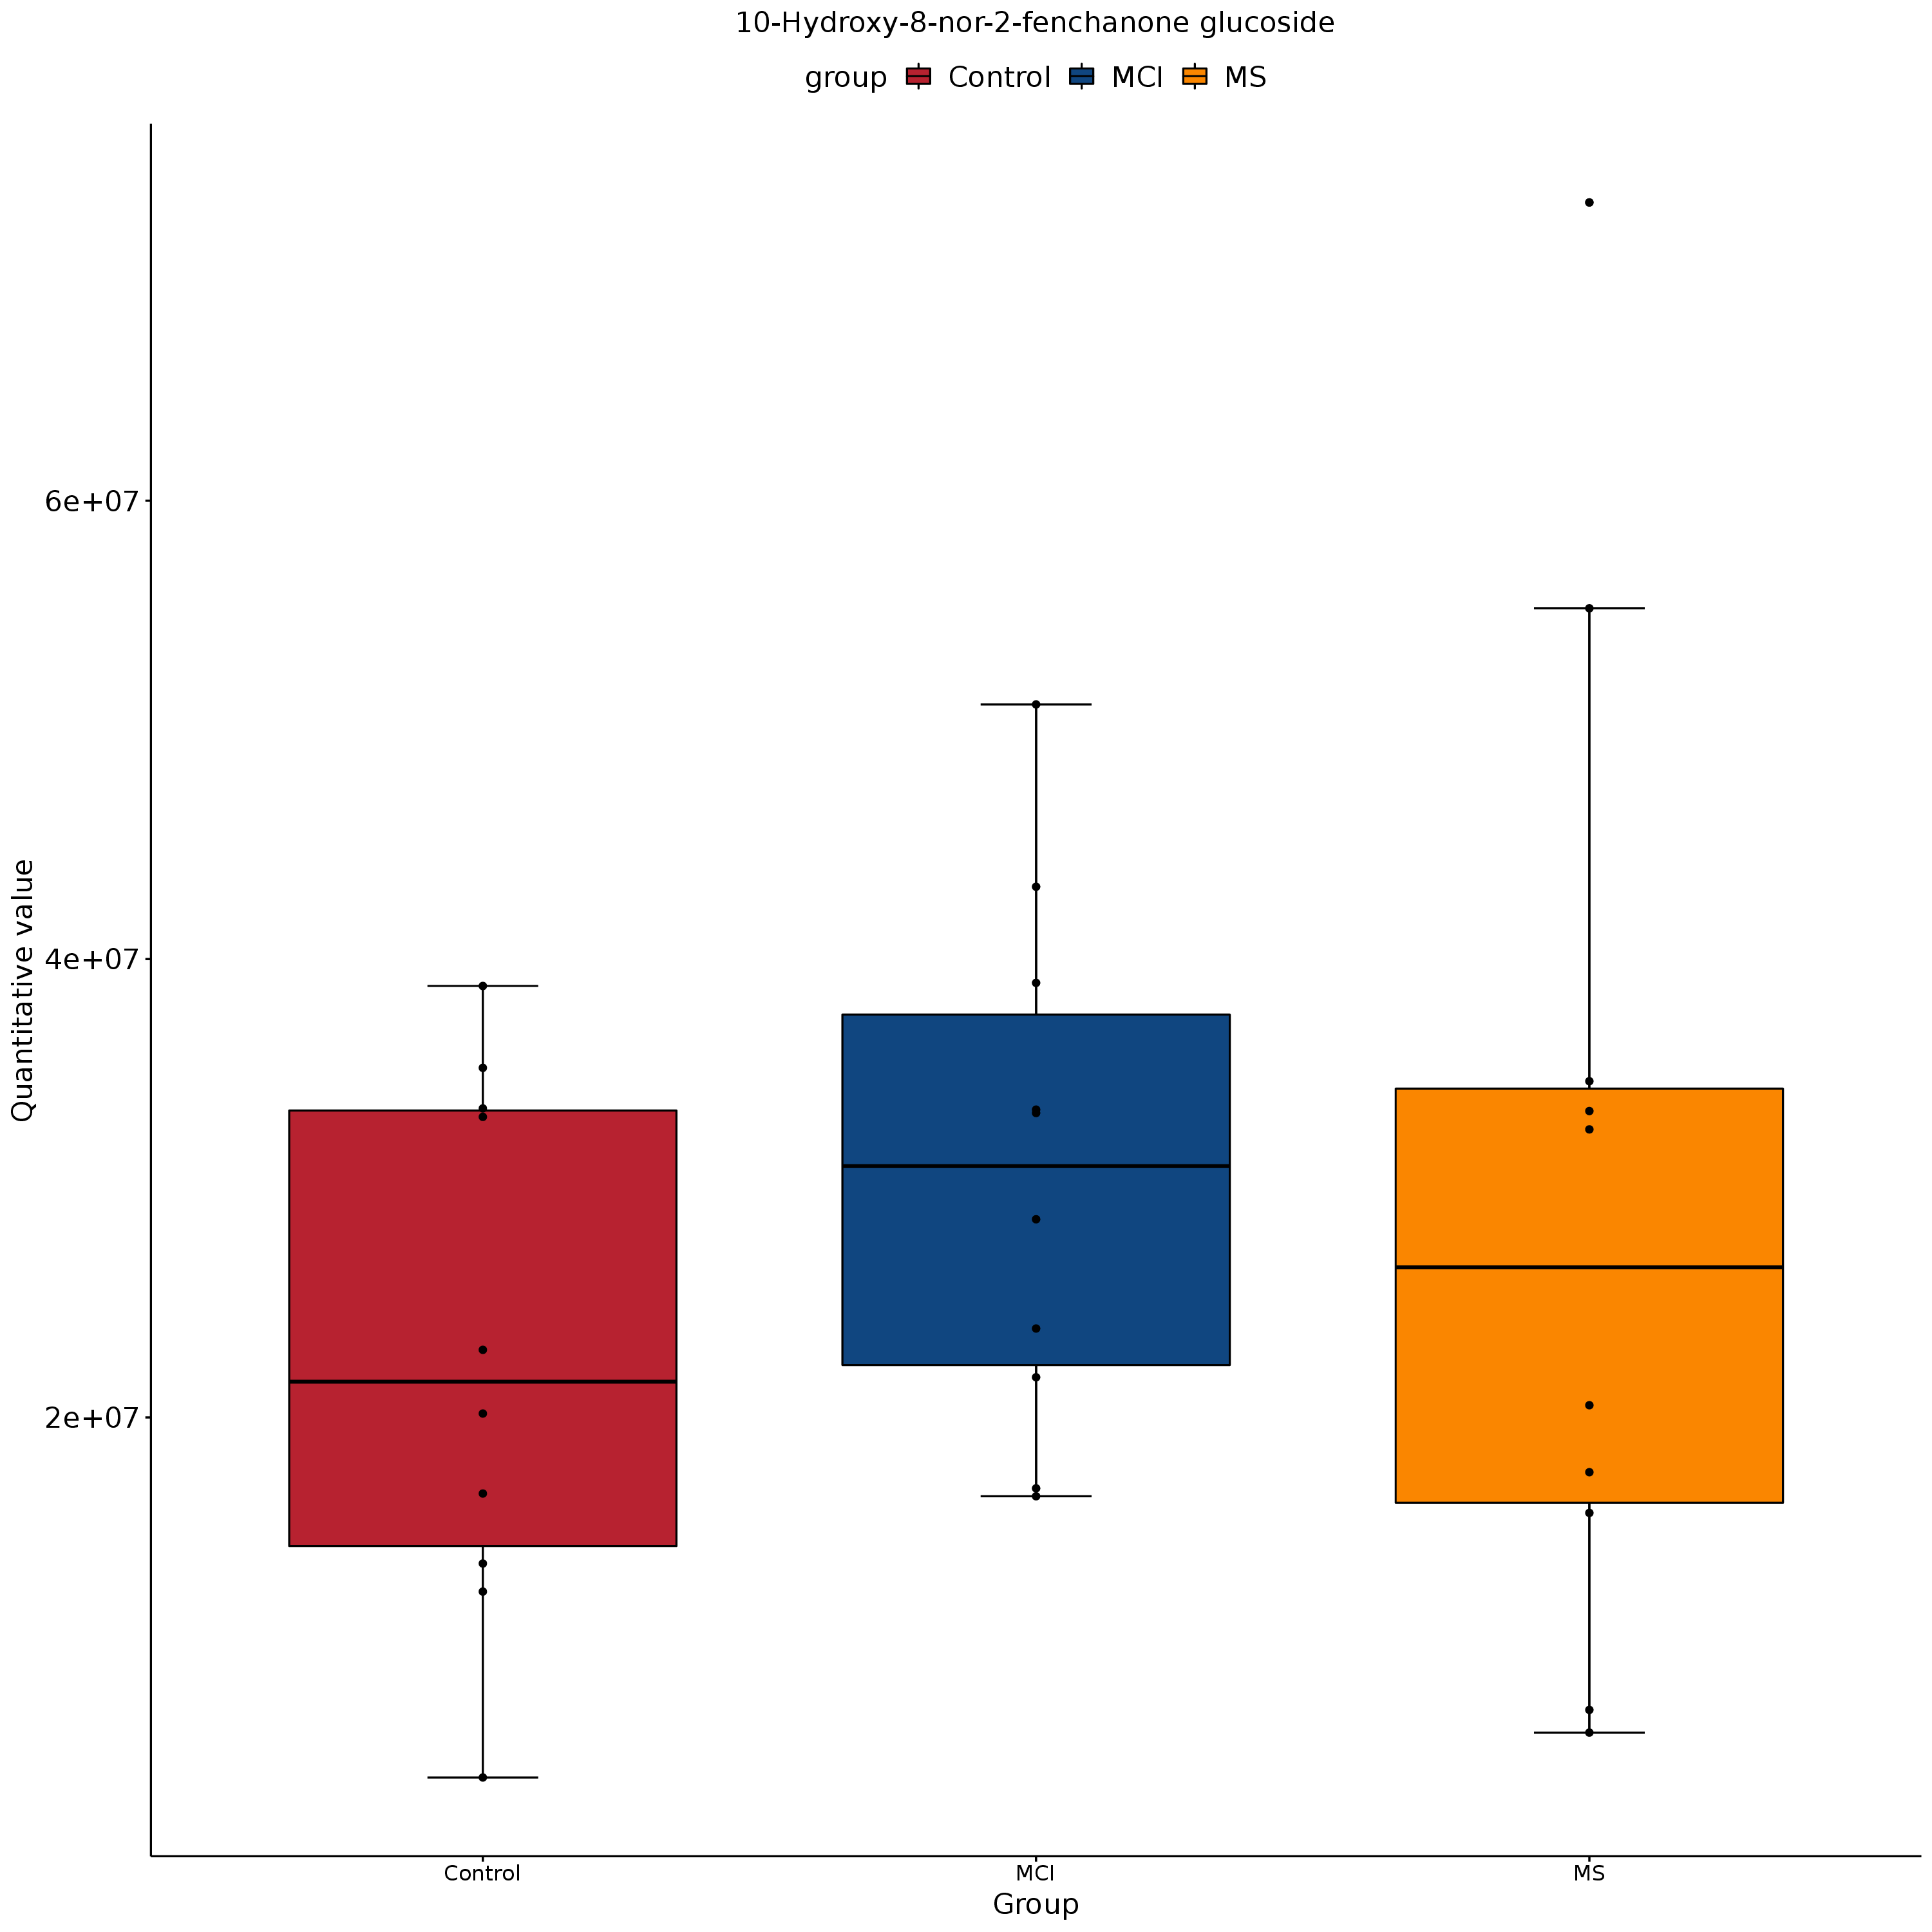 10-Hydroxy-8-nor-2-fenchanone glucoside
group Control MCI MS
6e+07
4e+07
2e+07
Quantitative value
Control MCI MS
Group